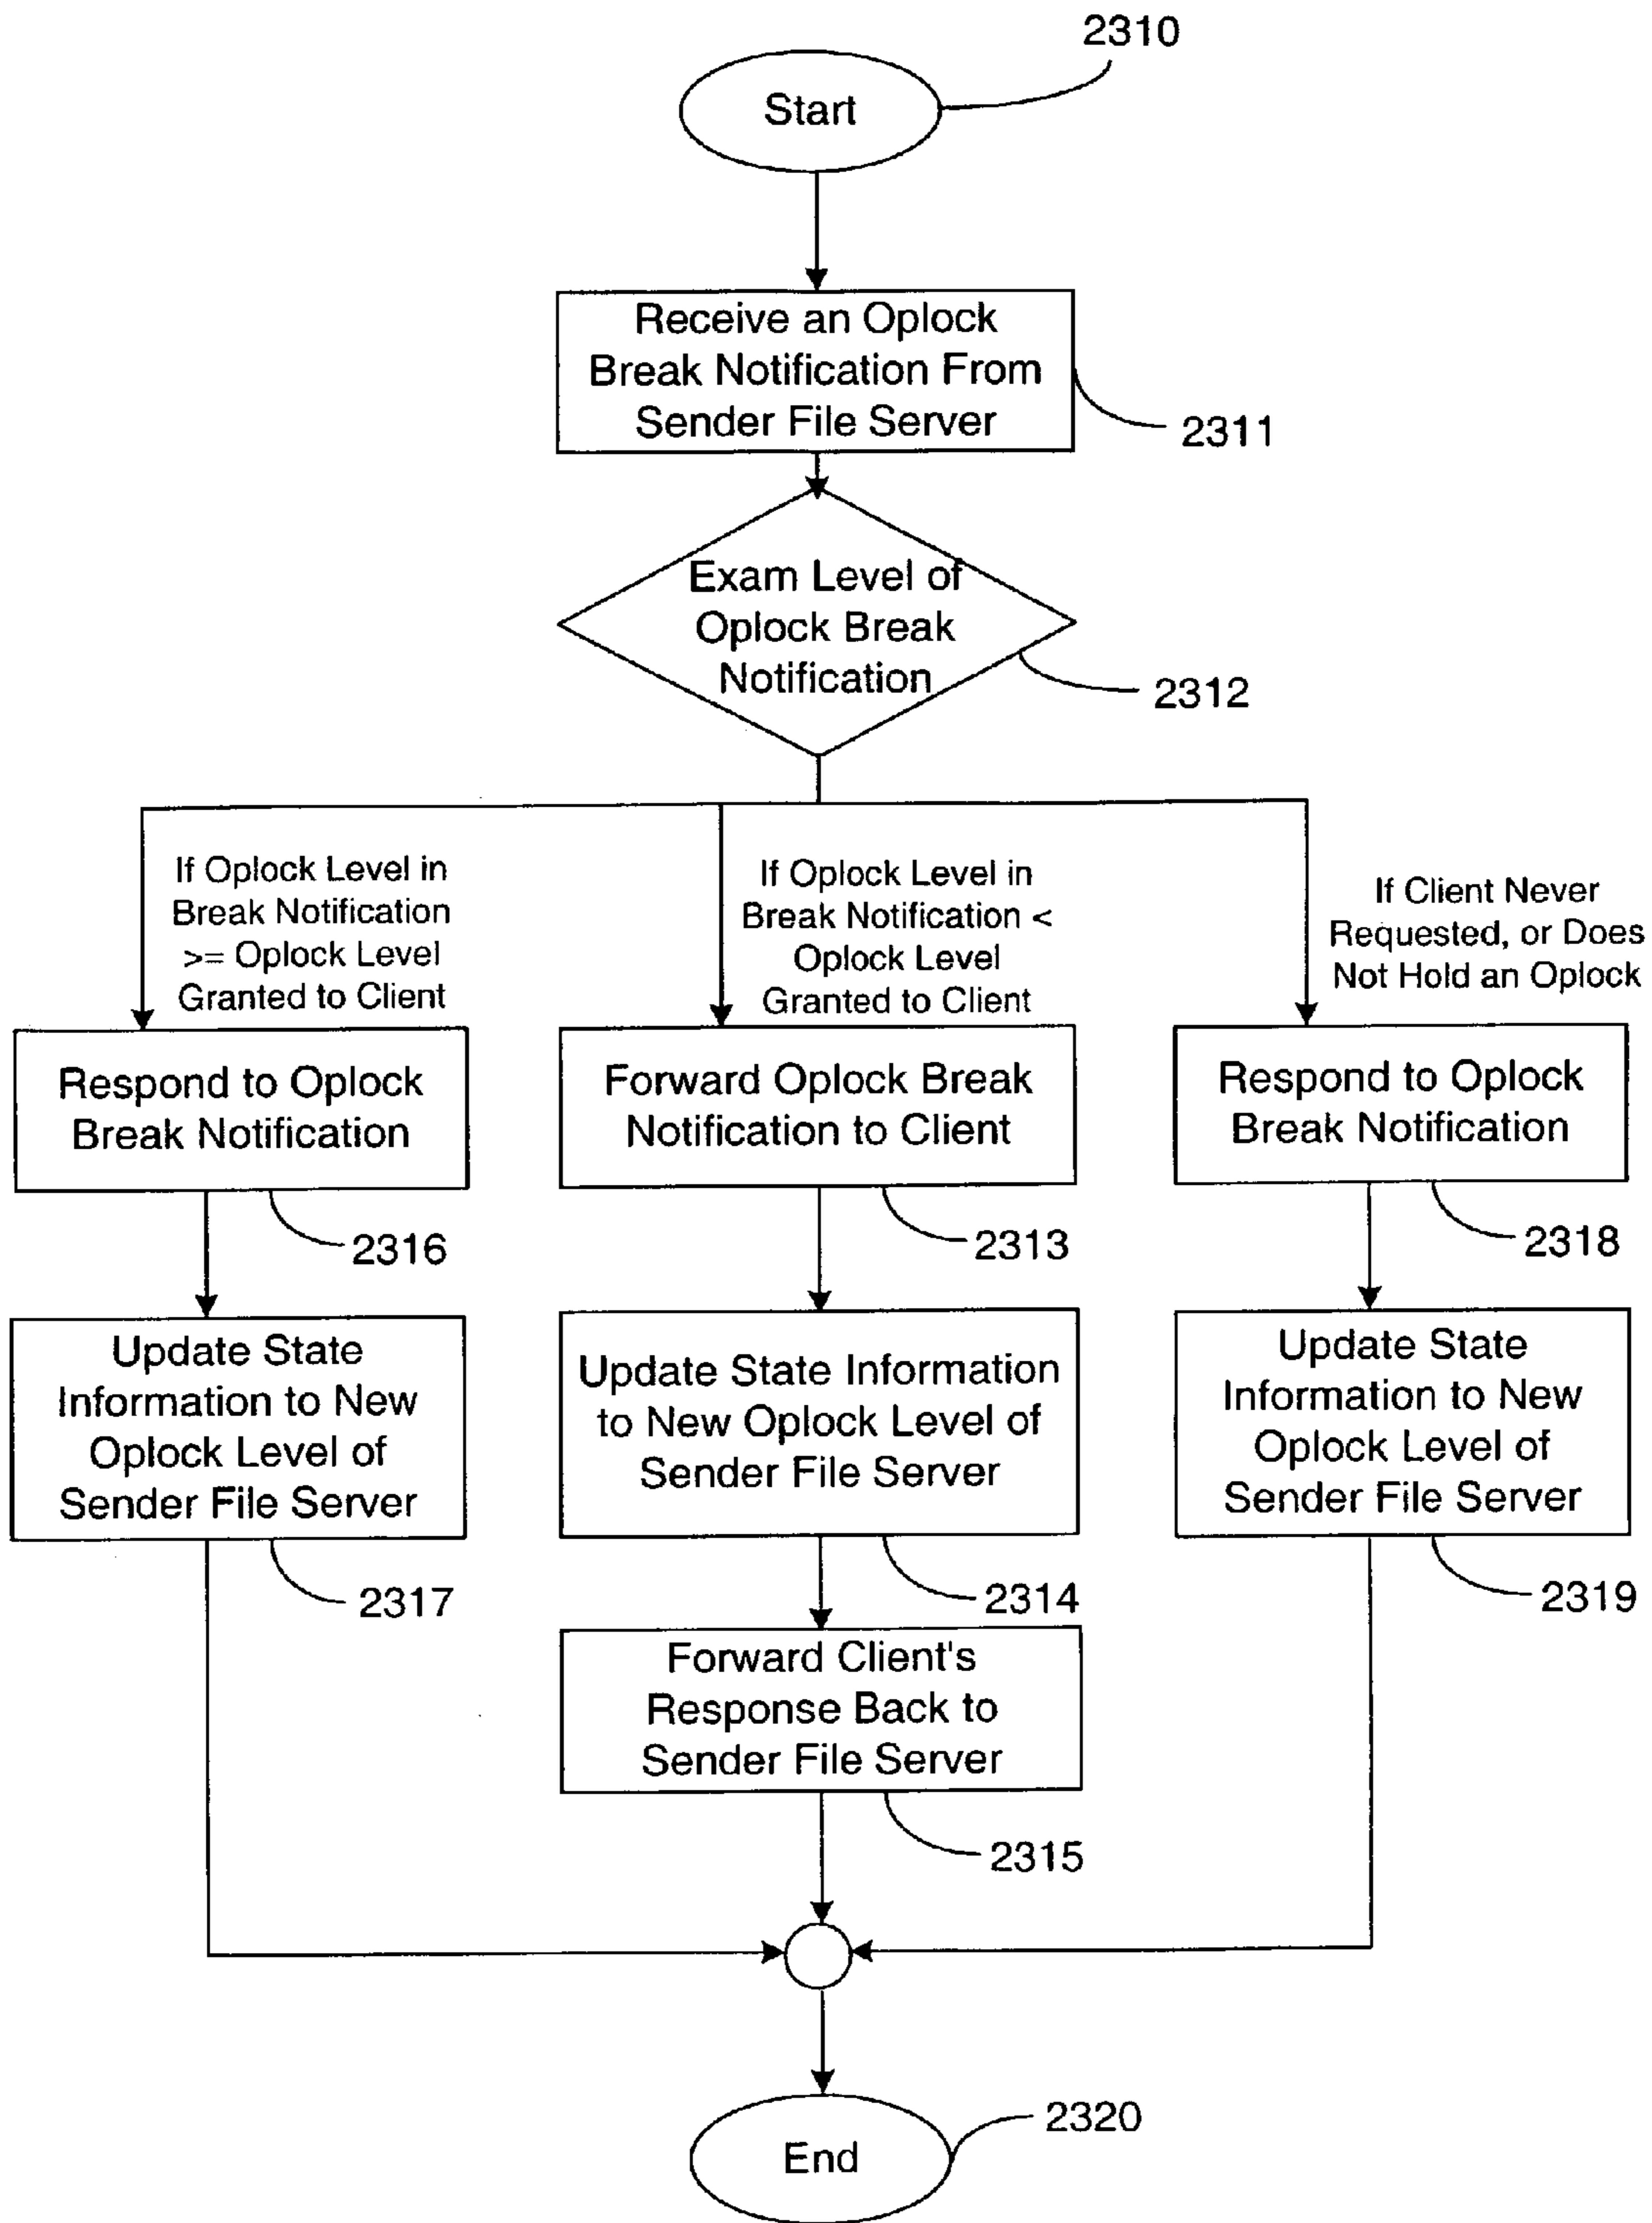 2310
Start
Receive an Oplock
Break Notification From
Sender File Server
2311
Exam Level of
Oplock Break
Notification
2312
If Oplock Level in
Break Notification
>= Oplock Level
Granted to Client
If Oplock Level in
Break Notification <
Oplock Level
Granted to Client
If Client Never
Requested, or Does
Not Hold an Oplock
Respond to Oplock
Break Notification
2316
Forward Oplock Break
Notification to Client
2313
Respond to Oplock
Break Notification
2318
Update State
Information to New
Oplock Level of
Sender File Server
2317
Update State Information
to New Oplock Level of
Sender File Server
2314
Update State
Information to New
Oplock Level of
Sender File Server
2319
Forward Client's
Response Back to
Sender File Server
2315
End
2320